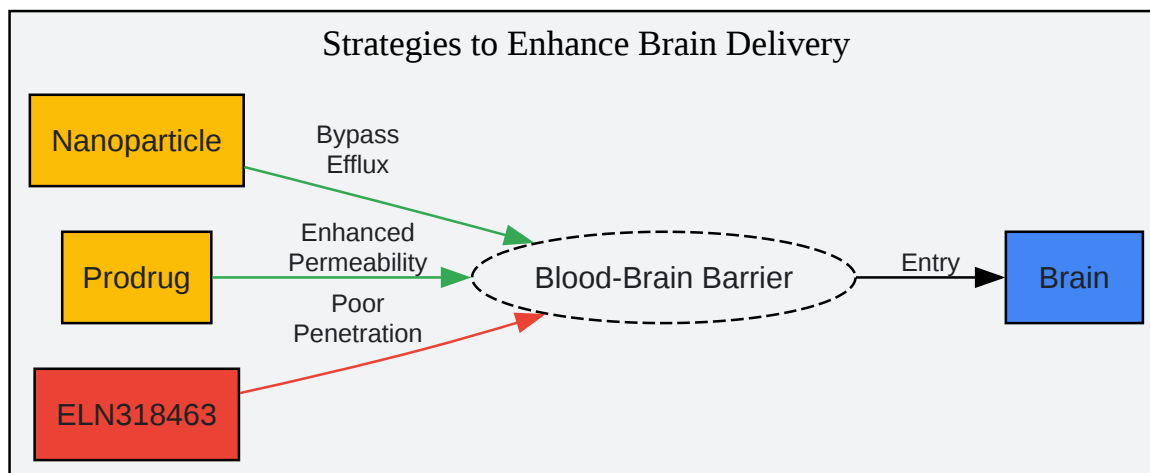 Strategies to Enhance Brain Delivery
Nanoparticle
Bypass
Efflux
Prodrug
Enhanced
Permeability
ELN318463
Poor
Penetration
Blood-Brain Barrier
Entry
Brain